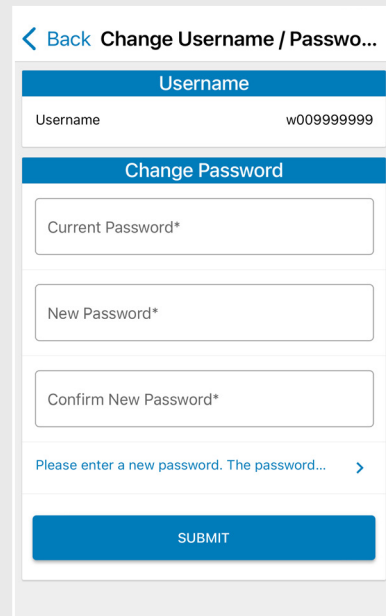 Back Change Username / Passwo...
Username
Username w009999999
Change Password
Current Password*
New Password*
Confirm New Password*
Please enter a new password. The password...
SUBMIT